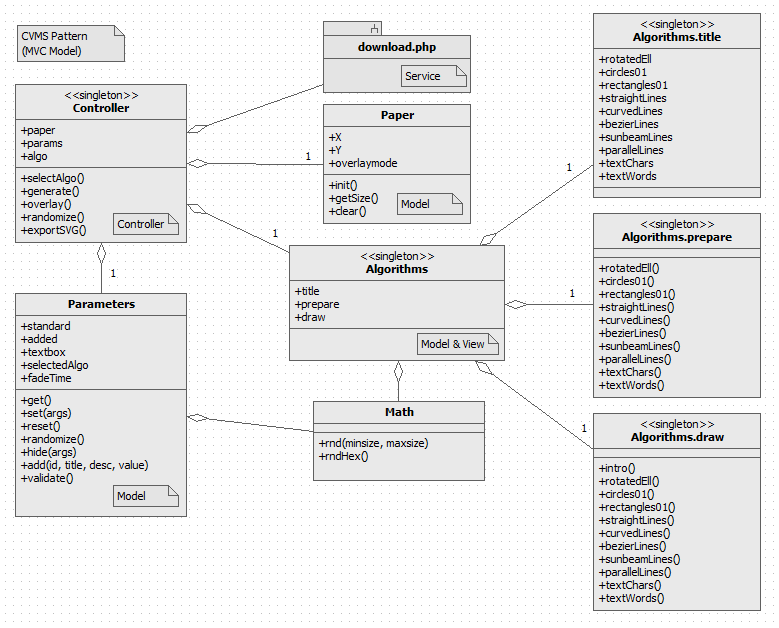 CVMS Pattern
(MVC Model)
<<singleton>>
Controller
+paper
+params
+algo
+selectAlgo()
+generate()
+overlay()
+randomize()
+exportSVG()
Controller
1
Parameters
+standard
+added
+textbox
+selectedAlgo
+fadeTime
+get()
+set(args)
+reset()
+randomize()
+hide(args)
+add(id, title, desc, value)
+validate()
Model
download.php
Service
1
Paper
+X
+Y
+overlaymode
+init()
+getSize()
+clear()
Model
1
<<singleton>>
Algorithms
+title
+prepare
+draw
Model & View
Math
+rnd(minsize, maxsize)
+rndHex()
1
<<singleton>>
Algorithms.title
+rotatedEll
+circles01
+rectangles01
+straightLines
+curvedLines
+bezierLines
+sunbeamLines
+parallelLines
+textChars
+textWords
1
<<singleton>>
Algorithms.prepare
+rotatedEll()
+circles01()
+rectangles01()
+straightLines()
+curvedLines()
+bezierLines()
+sunbeamLines()
+parallelLines()
+textChars()
+textWords()
1
<<singleton>>
Algorithms.draw
+intro()
+rotatedEll()
+circles01()
+rectangles01()
+straightLines()
+curvedLines()
+bezierLines()
+sunbeamLines()
+parallelLines()
+textChars()
+textWords()